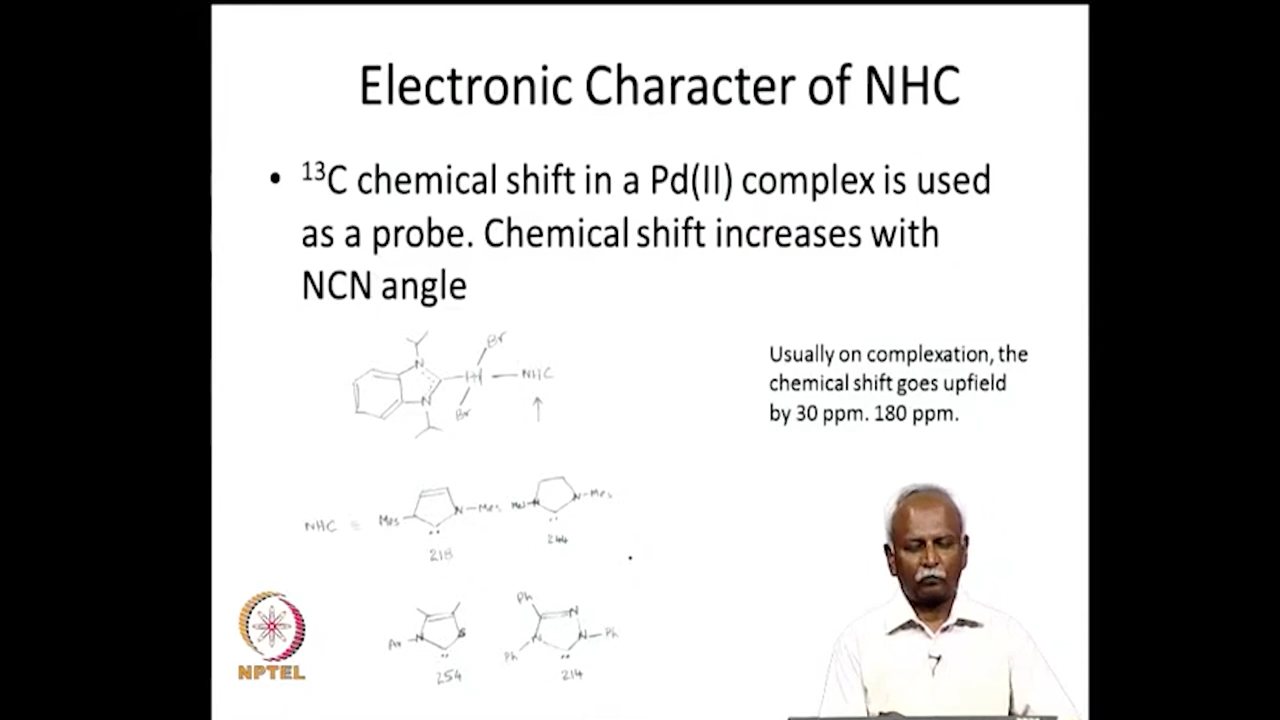 Electronic Character of NHC
• ¹³C chemical shift in a Pd(II) complex is used
as a probe. Chemical shift increases with
NCN angle
Usually on complexation, the
chemical shift goes upfield
by 30 ppm. 180 ppm.
Br
N
NHC
N
Br
NHC ≡
Mes
N-Mes
N-Mes
218
244
Ph
N
Ar
N
S
N
N-Ph
Ph
254
214
NPTEL